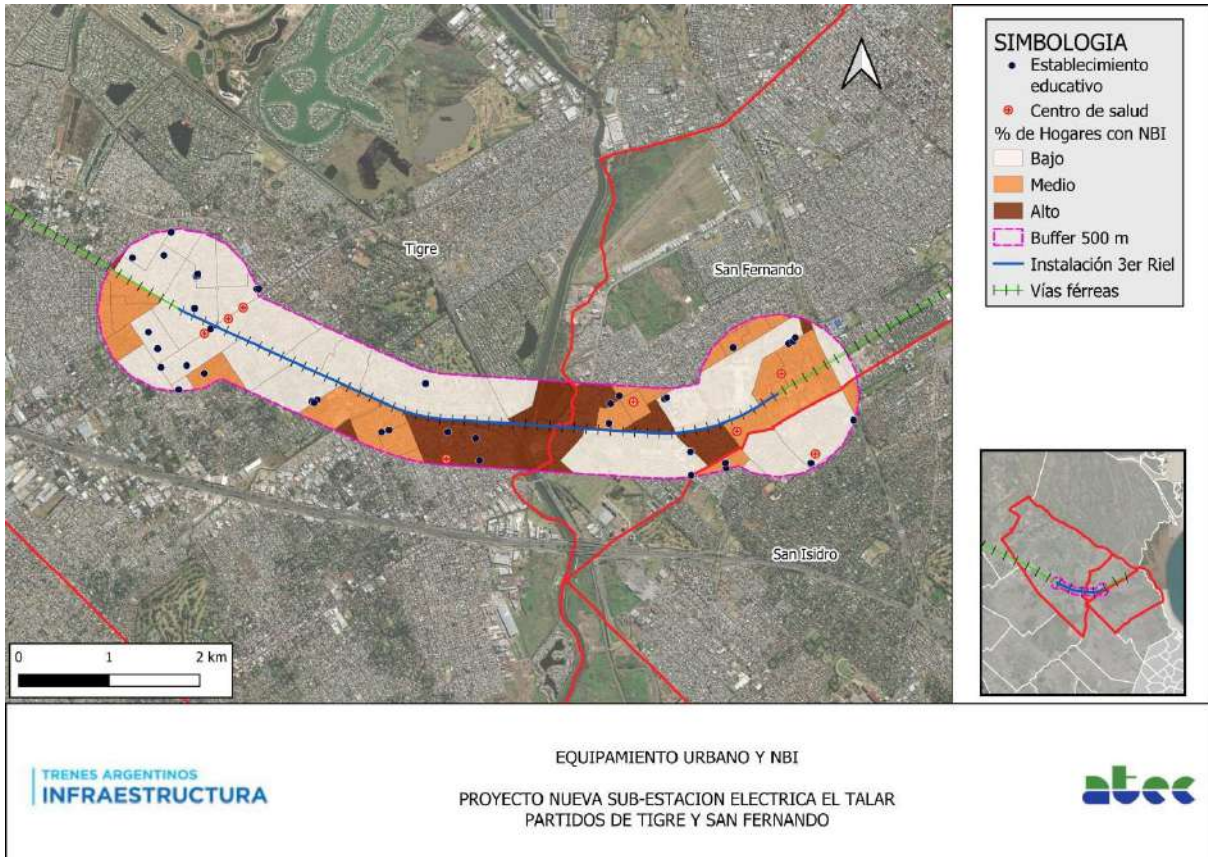 Tigre
San Fernando
San Isidro
0 1 2 km
SIMBOLOGIA
Establecimiento
educativo
Centro de salud
% de Hogares con NBI
Bajo
Medio
Alto
Buffer 500 m
Instalación 3er Riel
Vías férreas
TRENES ARGENTINOS
INFRAESTRUCTURA
EQUIPAMIENTO URBANO Y NBI
PROYECTO NUEVA SUB-ESTACION ELECTRICA EL TALAR
PARTIDOS DE TIGRE Y SAN FERNANDO
atec